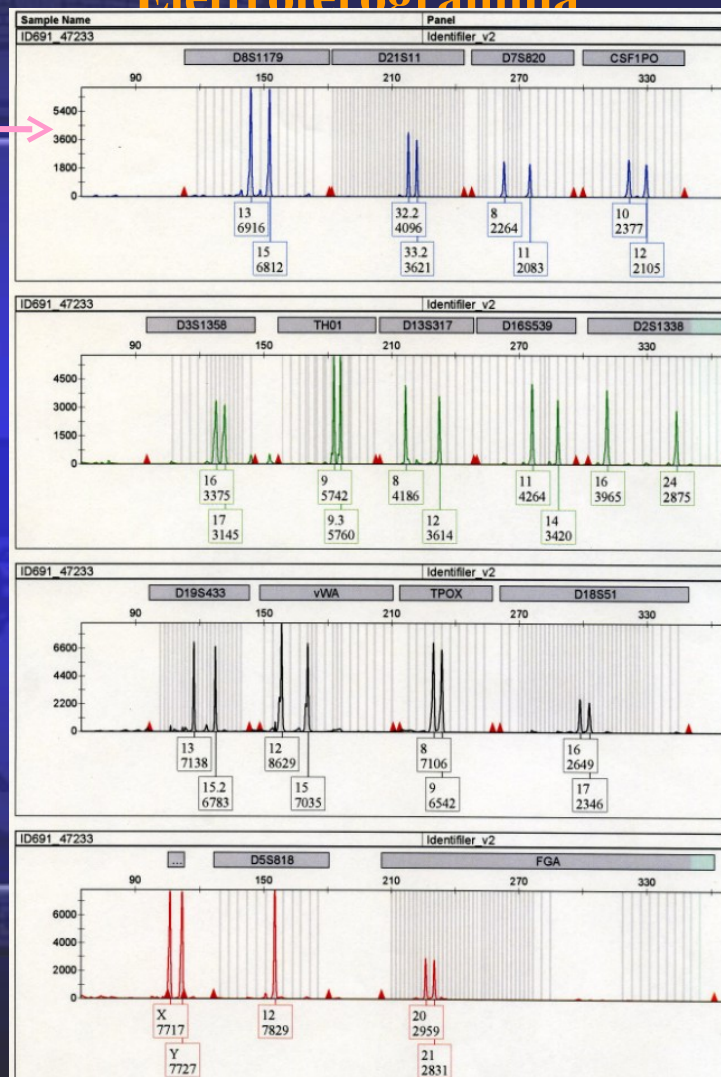 Elettroferogramma
Sample Name Panel
ID691_47233 Identifiler_v2
D8S1179 D21S11 D7S820 CSF1PO
90 150 210 270 330
5400
3600
1800
0
13 6916
15 6812
32.2 4096
33.2 3621
8 2264
11 2083
10 2377
12 2105
ID691_47233 Identifiler_v2
D3S1358 TH01 D13S317 D16S539 D2S1338
90 150 210 270 330
4500
3000
1500
0
16 3375
17 3145
9 5742
9.3 5760
8 4186
12 3614
11 4264
14 3420
16 3965
24 2875
ID691_47233 Identifiler_v2
D19S433 vWA TPOX D18S51
90 150 210 270 330
6600
4400
2200
0
13 7138
15.2 6783
12 8629
15 7035
8 7106
9 6542
16 2649
17 2346
ID691_47233 Identifiler_v2
... D5S818 FGA
90 150 210 270 330
6000
4000
2000
0
X 7717
Y 7727
12 7829
20 2959
21 2831